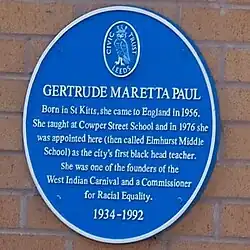 CIVIC TRUST
LEEDS
GERTRUDE MARETTA PAUL
Born in St Kitts, she came to England in 1956.
She taught at Cowper Street School and in 1976 she
was appointed here (then called Elmhurst Middle
School) as the city's first black head teacher.
She was one of the founders of the
West Indian Carnival and a Commissioner
for Racial Equality.
1934-1992